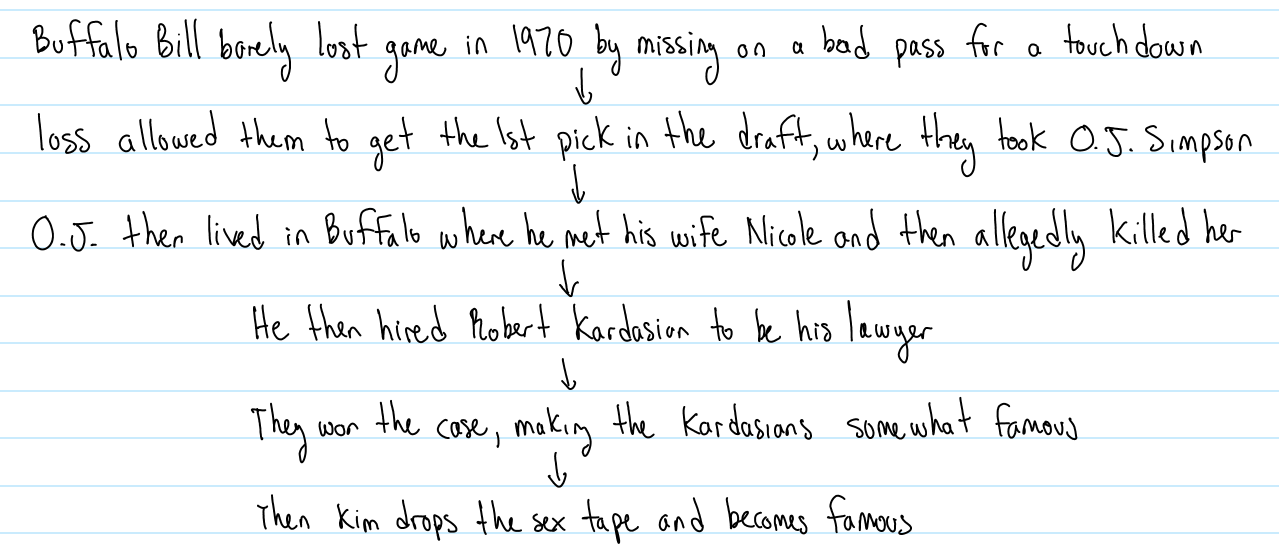 Buffalo Bill barely lost game in 1970 by missing on a bad pass for a touchdown
↓
loss allowed them to get the 1st pick in the draft, where they took O.J. Simpson
↓
O.J. then lived in Buffalo where he met his wife Nicole and then allegedly killed her
↓
He then hired Robert Kardasian to be his lawyer
↓
They won the case, making the Kardasians somewhat famous
↓
Then Kim drops the sex tape and becomes famous